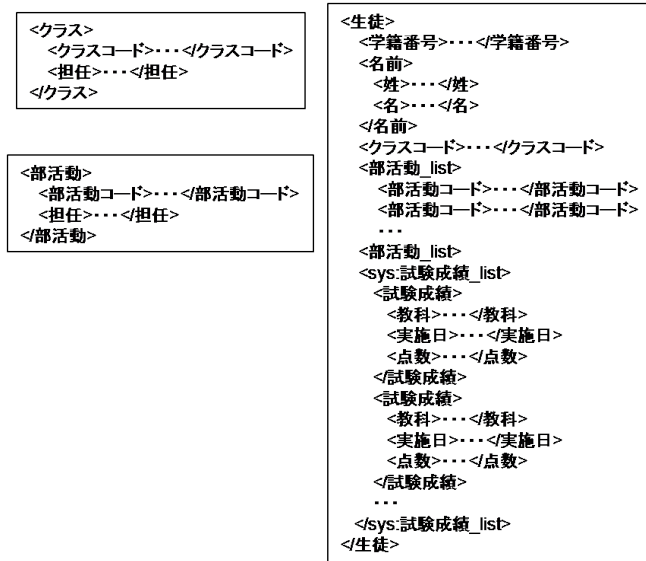 <クラス>
<クラスコード>・・・</クラスコード>
<担任>・・・</担任>
</クラス>
<部活動>
<部活動コード>・・・</部活動コード>
<担任>・・・</担任>
</部活動>
<生徒>
<学籍番号>・・・</学籍番号>
<名前>
<姓>・・・</姓>
<名>・・・</名>
</名前>
<クラスコード>・・・</クラスコード>
<部活動_list>
<部活動コード>・・・</部活動コード>
<部活動コード>・・・</部活動コード>
・・・
<部活動_list>
<sys:試験成績_list>
<試験成績>
<教科>・・・</教科>
<実施日>・・・</実施日>
<点数>・・・</点数>
</試験成績>
<試験成績>
<教科>・・・</教科>
<実施日>・・・</実施日>
<点数>・・・</点数>
</試験成績>
・・・
</sys:試験成績_list>
</生徒>